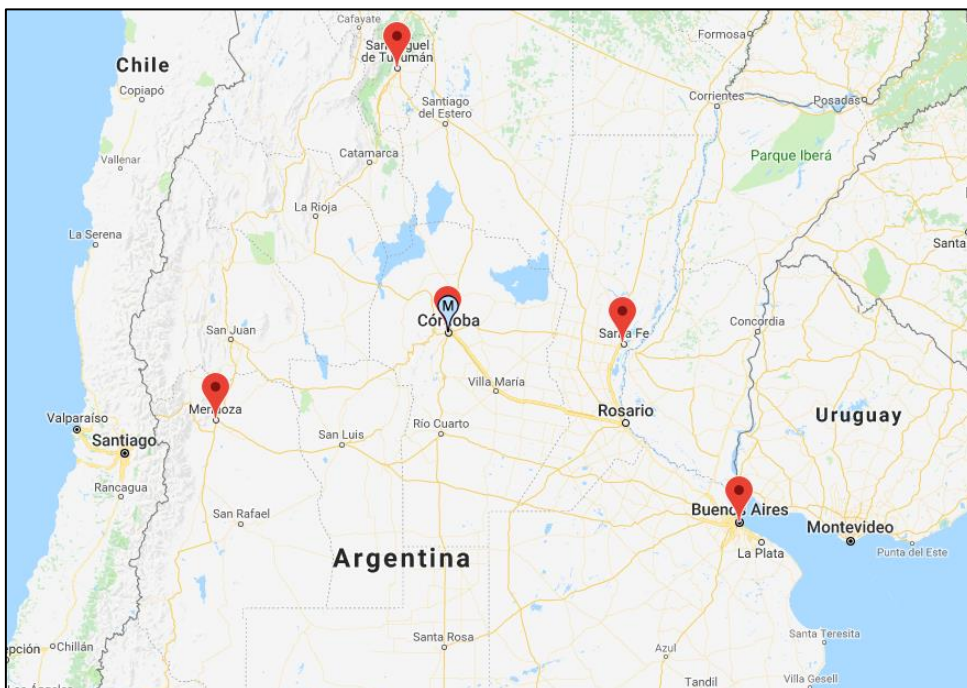 Cafayate
Formosa
San Miguel
de Tucumán
Chile
Copiapó
Santiago
del Estero
Corrientes
Posadas
Catamarca
Parque Iberá
Vallenar
La Rioja
La Serena
Santa
M
Córdoba
San Juan
Santa Fe
Concordia
Villa María
Mendoza
Valparaíso
Santiago
San Luis
Río Cuarto
Rosario
Uruguay
Rancagua
San Rafael
Buenos Aires
Montevideo
La Plata
Punta del Este
Argentina
Santa Rosa
Santa Teresita
epción
Chillán
Azul
Tandil
Villa Gesell
Los Ángeles